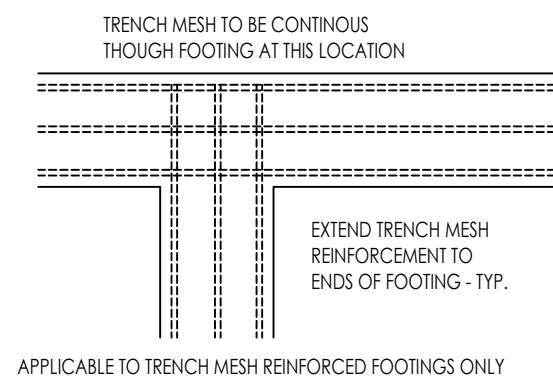 TRENCH MESH TO BE CONTINOUS
THOUGH FOOTING AT THIS LOCATION
EXTEND TRENCH MESH
REINFORCEMENT TO
ENDS OF FOOTING - TYP.
APPLICABLE TO TRENCH MESH REINFORCED FOOTINGS ONLY